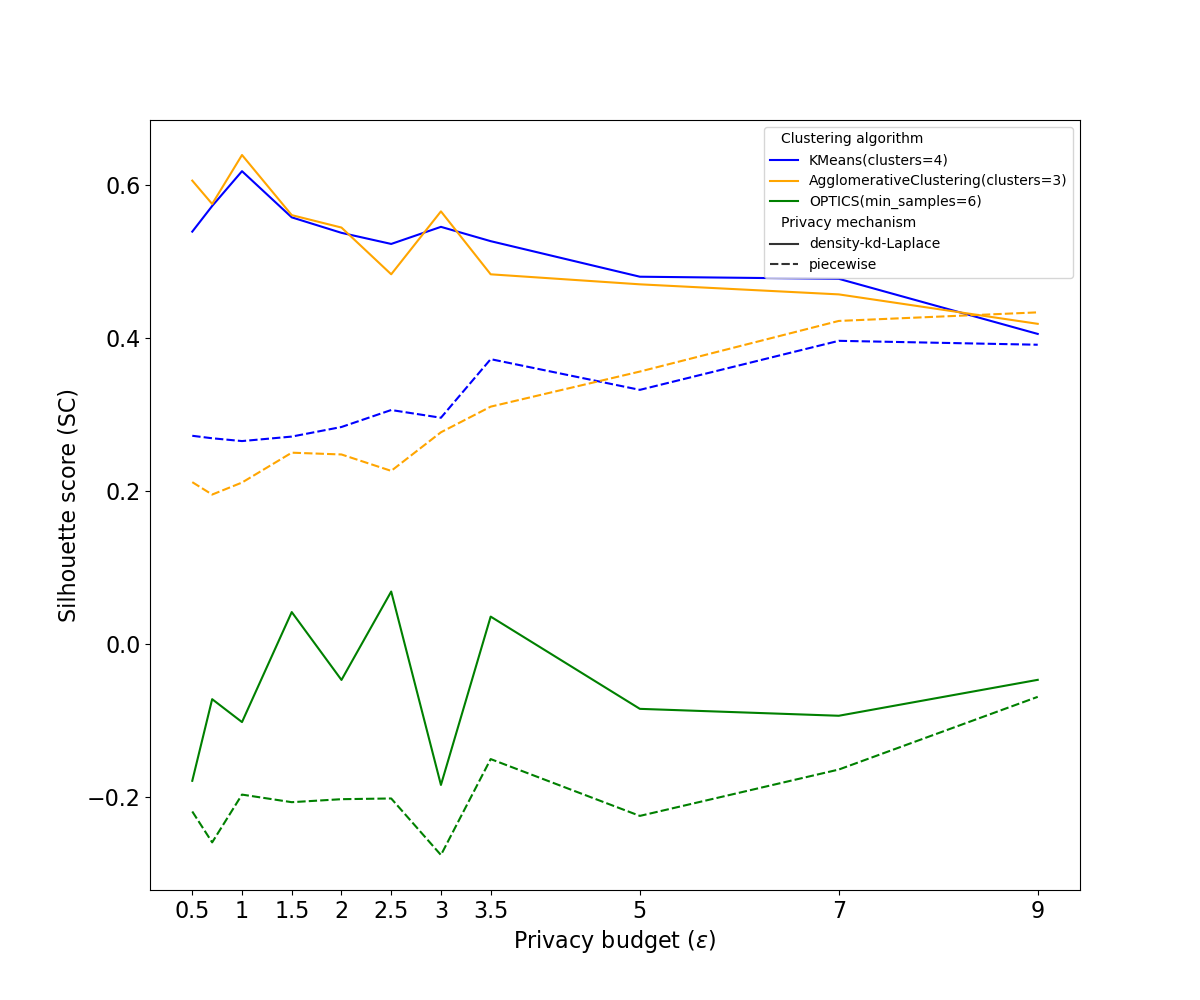 Clustering algorithm
KMeans(clusters=4)
AgglomerativeClustering(clusters=3)
OPTICS(min_samples=6)
Privacy mechanism
density-kd-Laplace
piecewise
Silhouette score (SC)
0.6
0.4
0.2
0.0
−0.2
0.5 1 1.5 2 2.5 3 3.5 5 7 9
Privacy budget (ε)